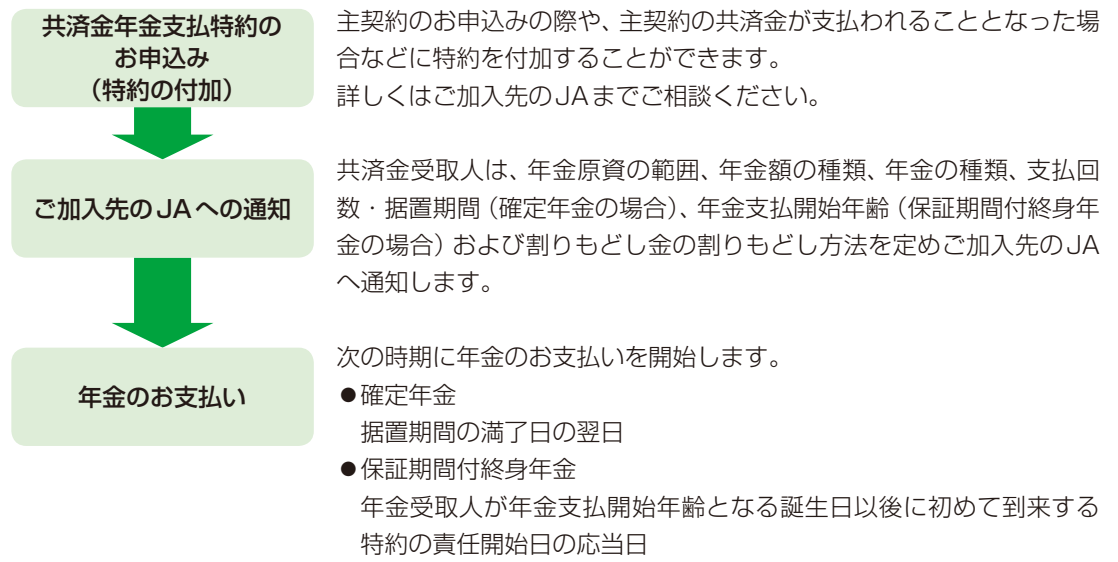 共済金年金支払特約の
お申込み
(特約の付加)
主契約のお申込みの際や、主契約の共済金が支払われることとなった場
合などに特約を付加することができます。
詳しくはご加入先のJAまでご相談ください。
ご加入先のJAへの通知
共済金受取人は、年金原資の範囲、年金額の種類、年金の種類、支払回
数・据置期間（確定年金の場合）、年金支払開始年齢（保証期間付終身年
金の場合）および割りもどし金の割りもどし方法を定めご加入先のJA
へ通知します。
年金のお支払い
次の時期に年金のお支払いを開始します。
●確定年金
据置期間の満了日の翌日
●保証期間付終身年金
年金受取人が年金支払開始年齢となる誕生日以後に初めて到来する
特約の責任開始日の応当日